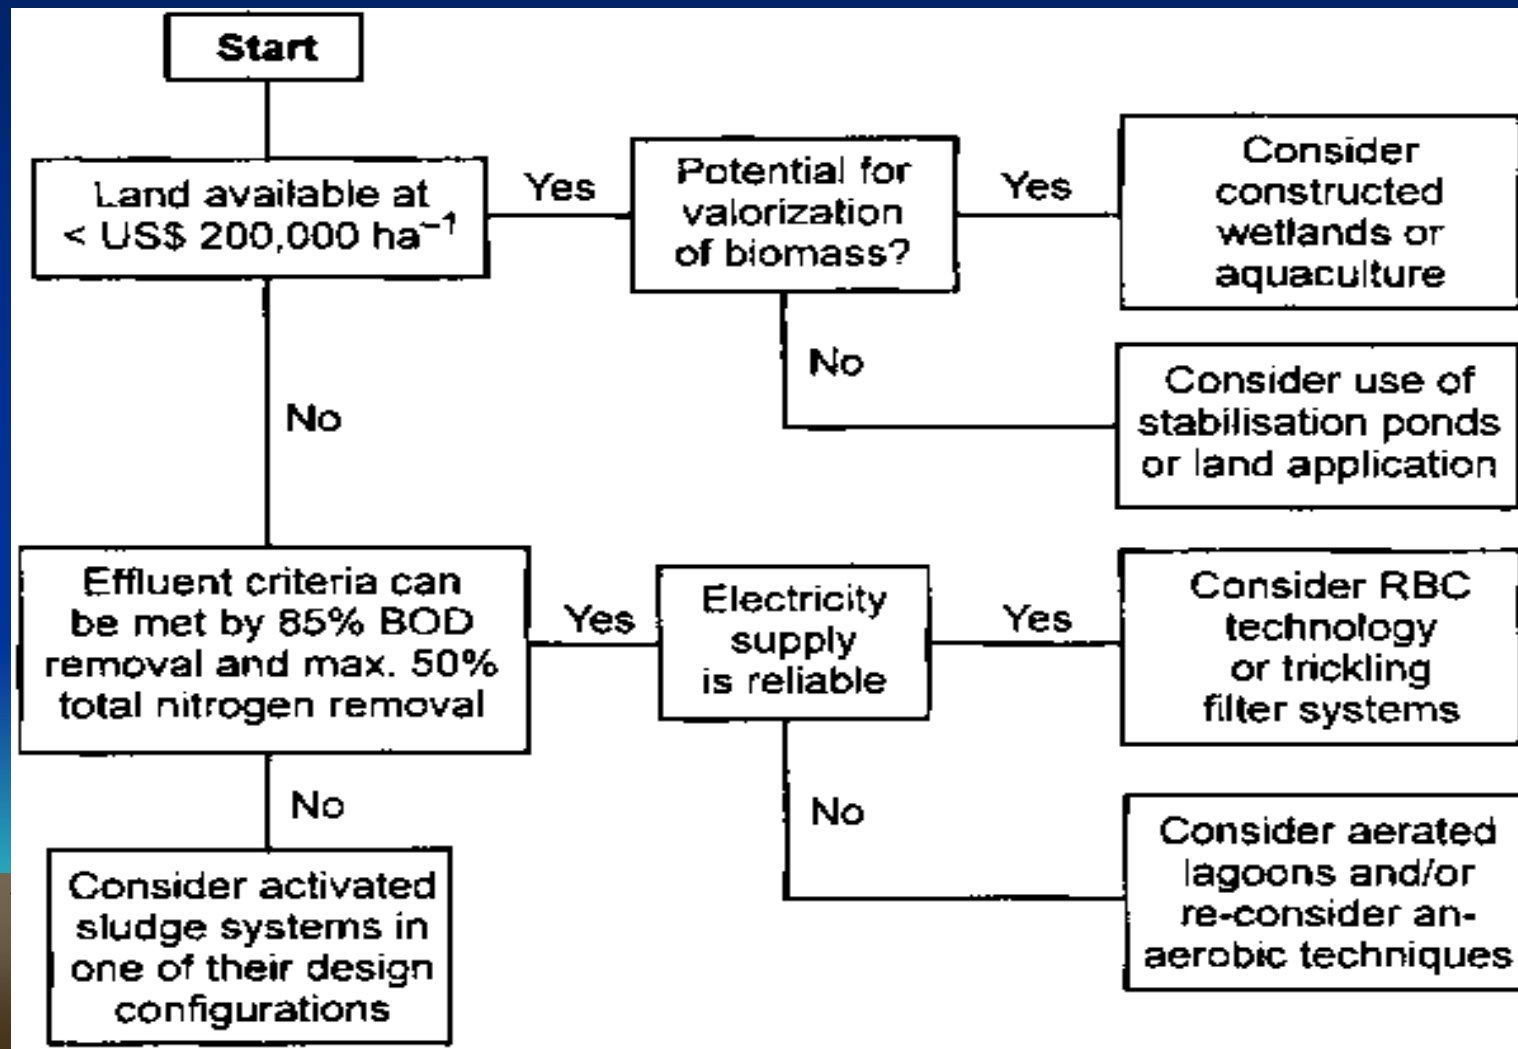 Start
Land available at
< US$ 200,000 ha⁻¹
Yes
Potential for
valorization
of biomass?
Yes
Consider
constructed
wetlands or
aquaculture
No
Consider use of
stabilisation ponds
or land application
No
Effluent criteria can
be met by 85% BOD
removal and max. 50%
total nitrogen removal
Yes
Electricity
supply
is reliable
Yes
Consider RBC
technology
or trickling
filter systems
No
Consider aerated
lagoons and/or
re-consider an-
aerobic techniques
No
Consider activated
sludge systems in
one of their design
configurations